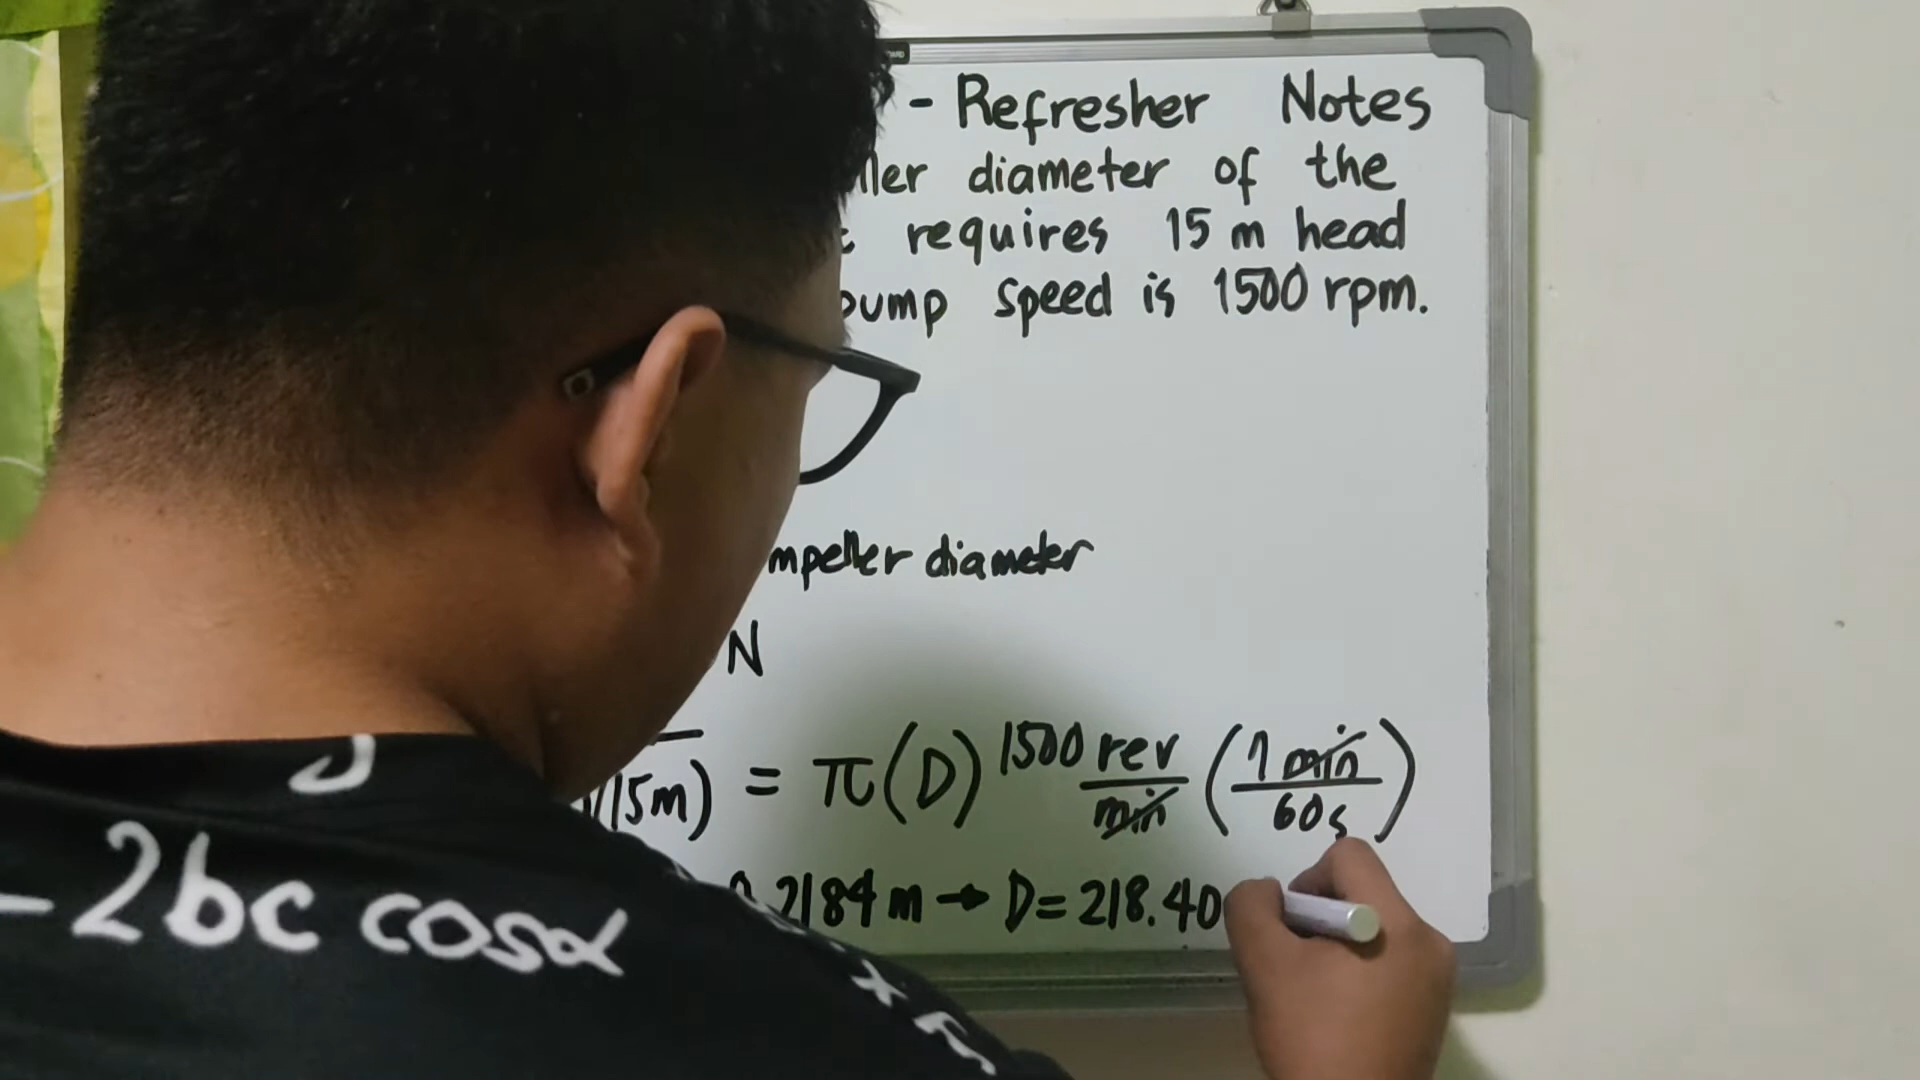 - Refresher Notes
diameter of the
requires 15 m head
pump speed is 1500 rpm.
mpeller diameter
N
(15m) = π(D) 1500 rev/min (1 min/60s)
0.2184 m → D = 218.40
-2bc cosα